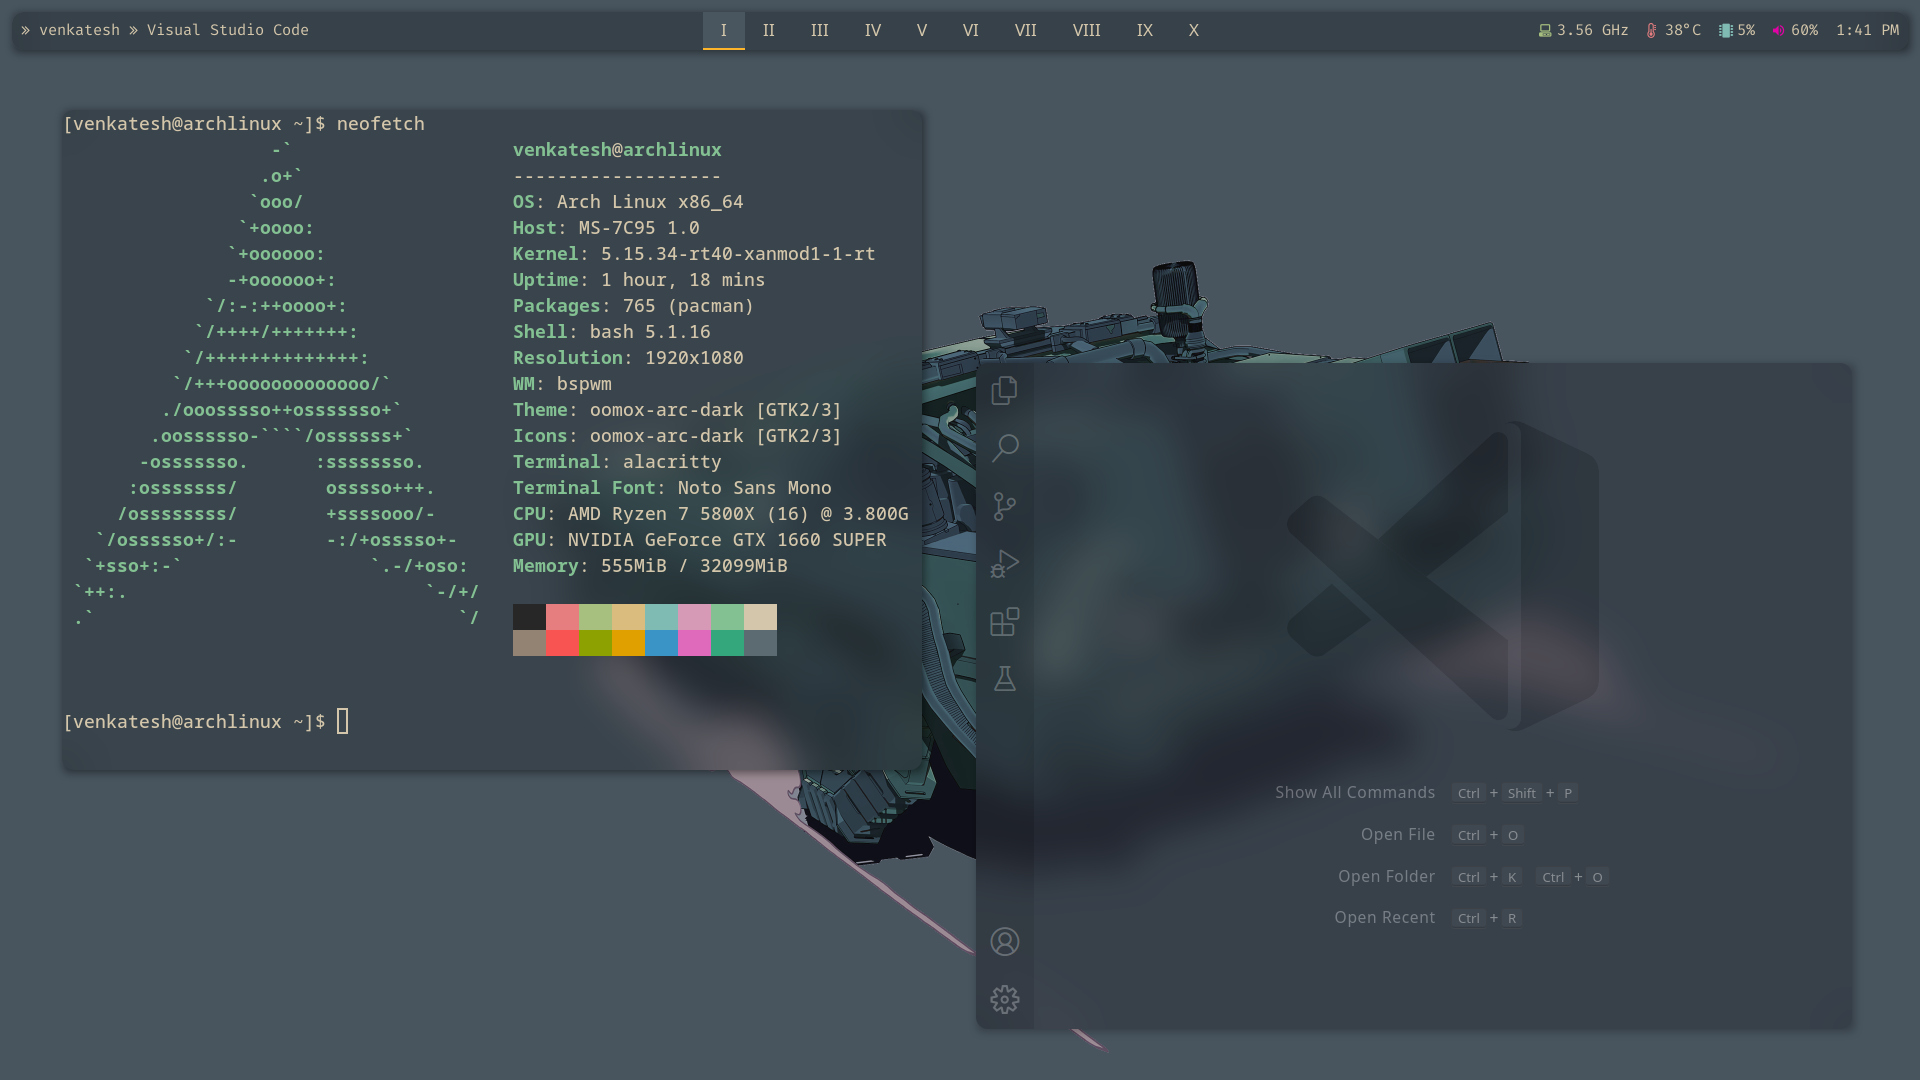 » venkatesh » Visual Studio Code
I II III IV V VI VII VIII IX X
3.56 GHz 38°C 5% 60% 1:41 PM
[venkatesh@archlinux ~]$ neofetch
-`
.o+`
`ooo/
`+oooo:
`+oooooo:
-+oooooo+:
`/:-:++oooo+:
`/++++/+++++++:
`/++++++++++++++:
`/+++ooooooooooooo/`
./ooosssso++osssssso+`
.oossssso-````/ossssss+`
-osssssso.      :ssssssso.
:osssssss/        osssso+++.
/ossssssss/        +ssssooo/-
`/ossssso+/:-        -:/+osssso+-
`+sso+:-`                 `.-/+oso:
`++:.                           `-/+/
.`                                 `/
venkatesh@archlinux
-------------------
OS: Arch Linux x86_64
Host: MS-7C95 1.0
Kernel: 5.15.34-rt40-xanmod1-1-rt
Uptime: 1 hour, 18 mins
Packages: 765 (pacman)
Shell: bash 5.1.16
Resolution: 1920x1080
WM: bspwm
Theme: oomox-arc-dark [GTK2/3]
Icons: oomox-arc-dark [GTK2/3]
Terminal: alacritty
Terminal Font: Noto Sans Mono
CPU: AMD Ryzen 7 5800X (16) @ 3.800G
GPU: NVIDIA GeForce GTX 1660 SUPER
Memory: 555MiB / 32099MiB
[venkatesh@archlinux ~]$
Show All Commands Ctrl + Shift + P
Open File Ctrl + O
Open Folder Ctrl + K Ctrl + O
Open Recent Ctrl + R